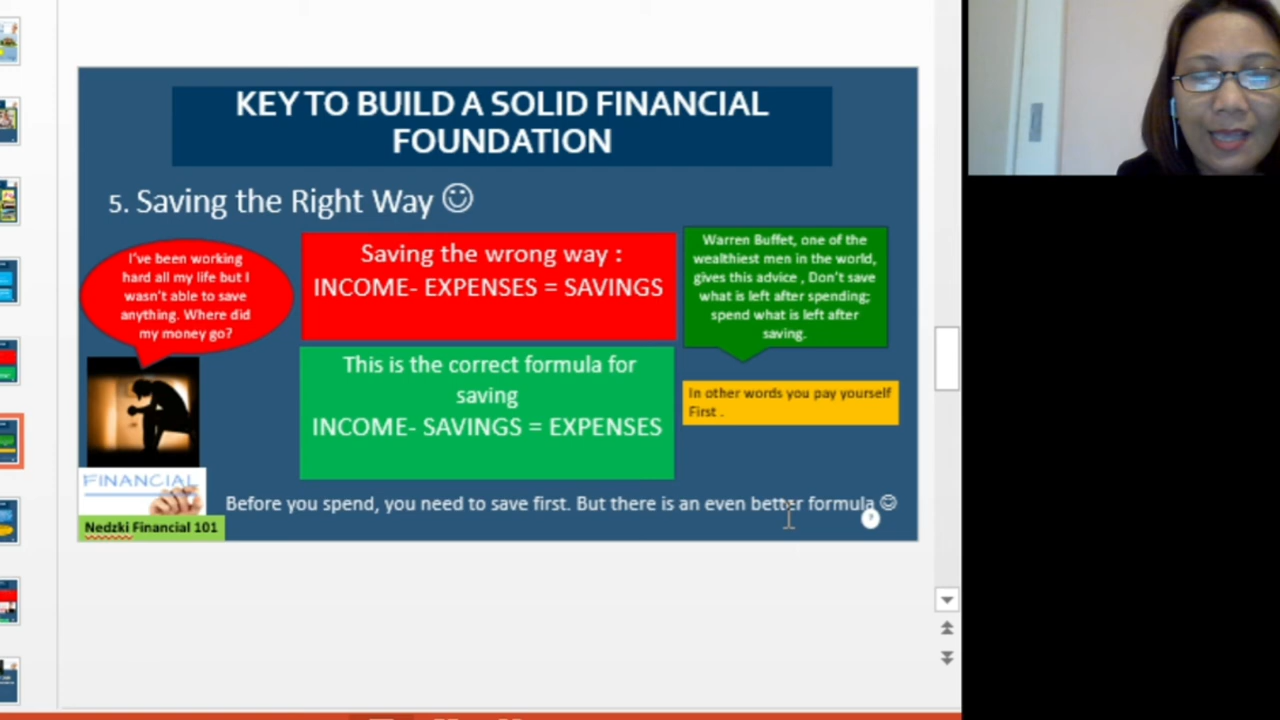 KEY TO BUILD A SOLID FINANCIAL
FOUNDATION
5. Saving the Right Way
I've been working
hard all my life but I
wasn't able to save
anything. Where did
my money go?
Saving the wrong way :
INCOME- EXPENSES = SAVINGS
Warren Buffet, one of the
wealthiest men in the world,
gives this advice , Don't save
what is left after spending;
spend what is left after
saving.
This is the correct formula for
saving
INCOME- SAVINGS = EXPENSES
In other words you pay yourself
First .
FINANCIAL
Before you spend, you need to save first. But there is an even better formula
Nedzki Financial 101